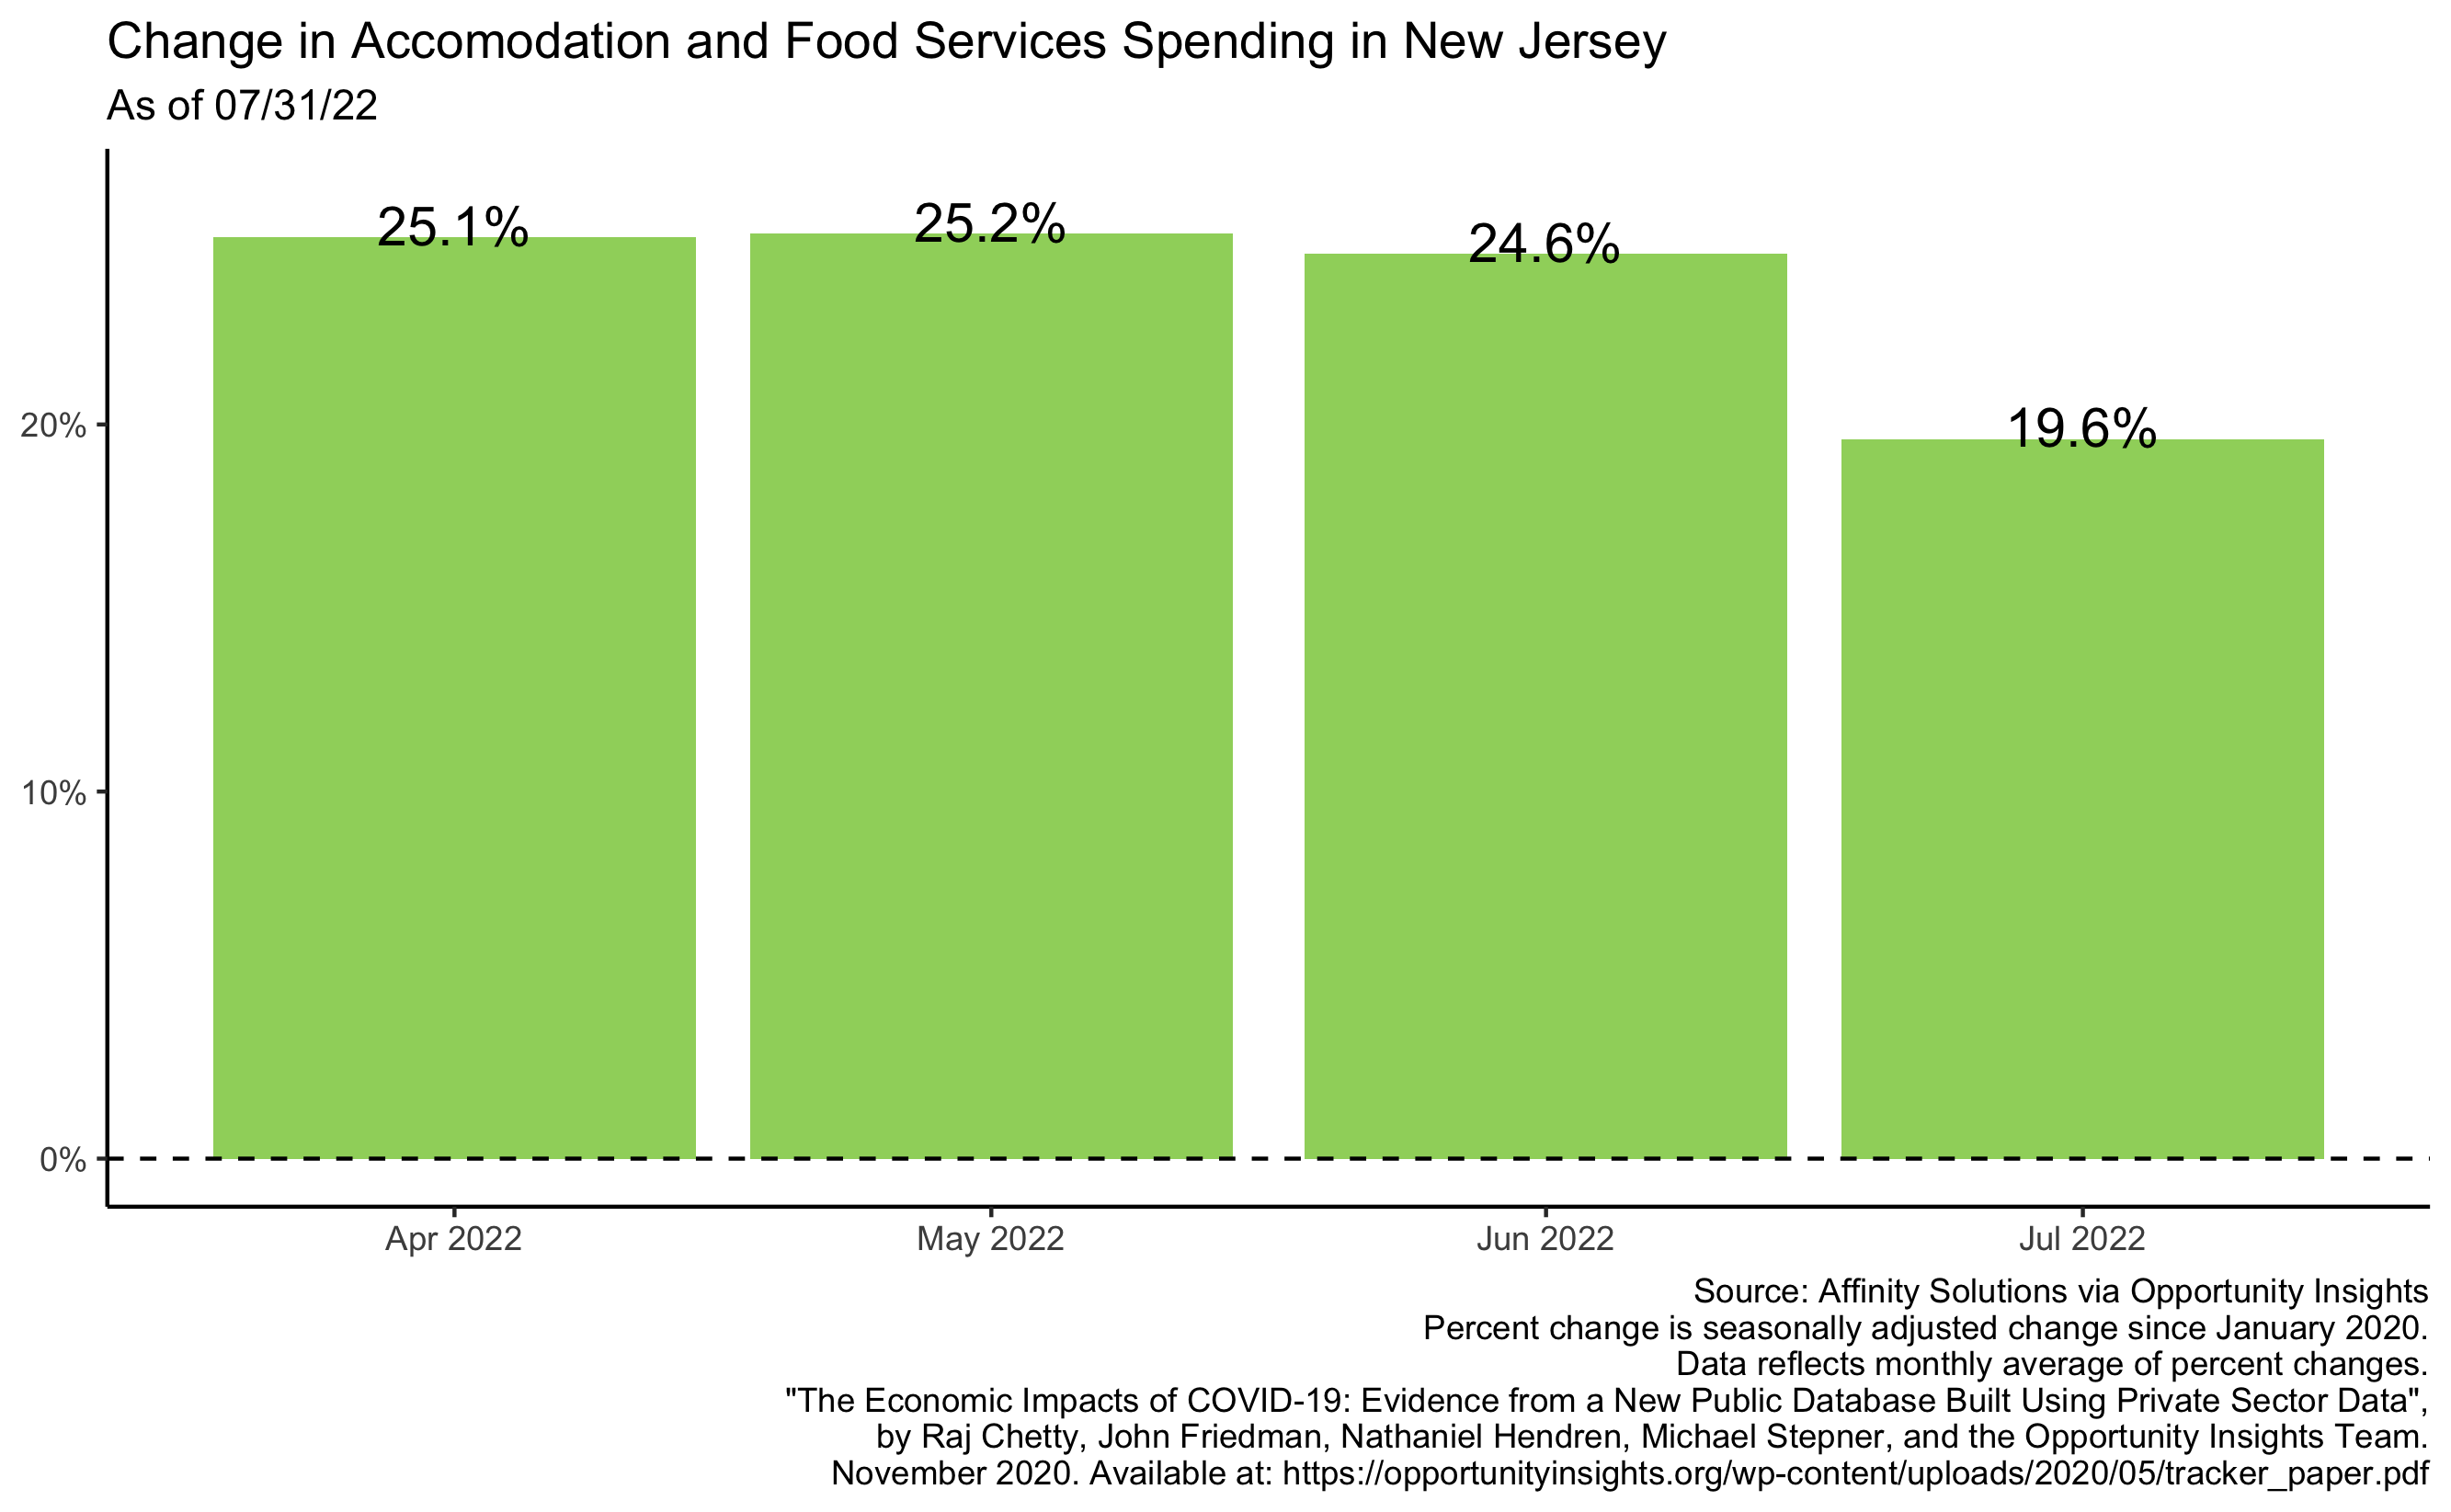 Change in Accomodation and Food Services Spending in New Jersey
As of 07/31/22
25.1%
25.2%
24.6%
19.6%
20%
10%
0%
Apr 2022
May 2022
Jun 2022
Jul 2022
Source: Affinity Solutions via Opportunity Insights
Percent change is seasonally adjusted change since January 2020.
Data reflects monthly average of percent changes.
"The Economic Impacts of COVID-19: Evidence from a New Public Database Built Using Private Sector Data",
by Raj Chetty, John Friedman, Nathaniel Hendren, Michael Stepner, and the Opportunity Insights Team.
November 2020. Available at: https://opportunityinsights.org/wp-content/uploads/2020/05/tracker_paper.pdf